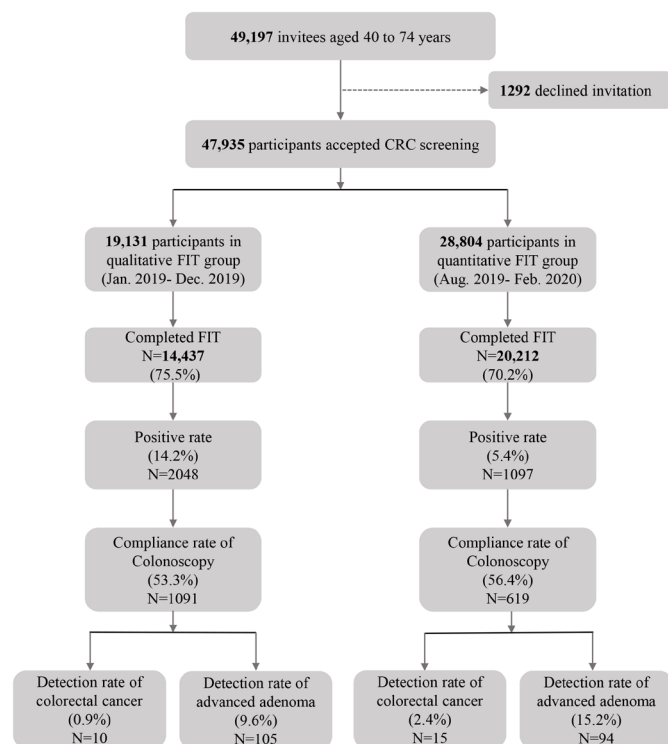 49,197 invitees aged 40 to 74 years
1292 declined invitation
47,935 participants accepted CRC screening
19,131 participants in
qualitative FIT group
(Jan. 2019- Dec. 2019)
28,804 participants in
quantitative FIT group
(Aug. 2019- Feb. 2020)
Completed FIT
N=14,437
(75.5%)
Completed FIT
N=20,212
(70.2%)
Positive rate
(14.2%)
N=2048
Positive rate
(5.4%)
N=1097
Compliance rate of
Colonoscopy
(53.3%)
N=1091
Compliance rate of
Colonoscopy
(56.4%)
N=619
Detection rate of
colorectal cancer
(0.9%)
N=10
Detection rate of
advanced adenoma
(9.6%)
N=105
Detection rate of
colorectal cancer
(2.4%)
N=15
Detection rate of
advanced adenoma
(15.2%)
N=94